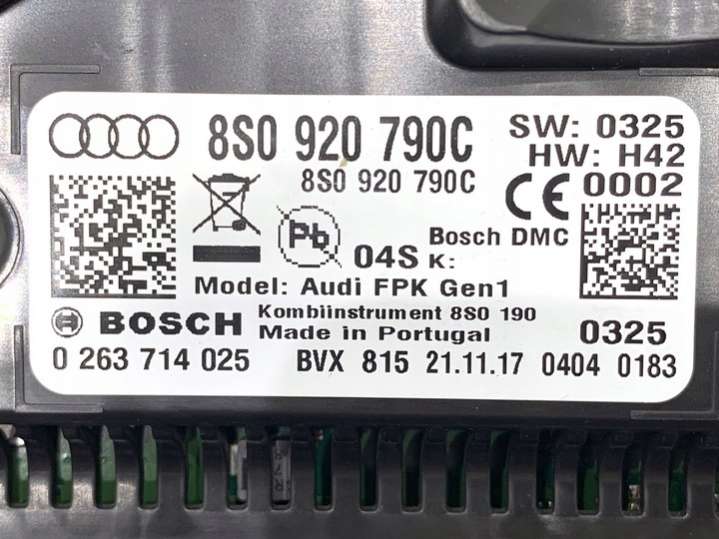 8S0 920 790C
SW: 0325
HW: H42
8S0 920 790C
0002
Pb
04S
Bosch DMC
K:
Model: Audi FPK Gen1
BOSCH
Kombiinstrument 8S0 190
Made in Portugal
0325
0 263 714 025
BVX 815 21.11.17 0404 0183